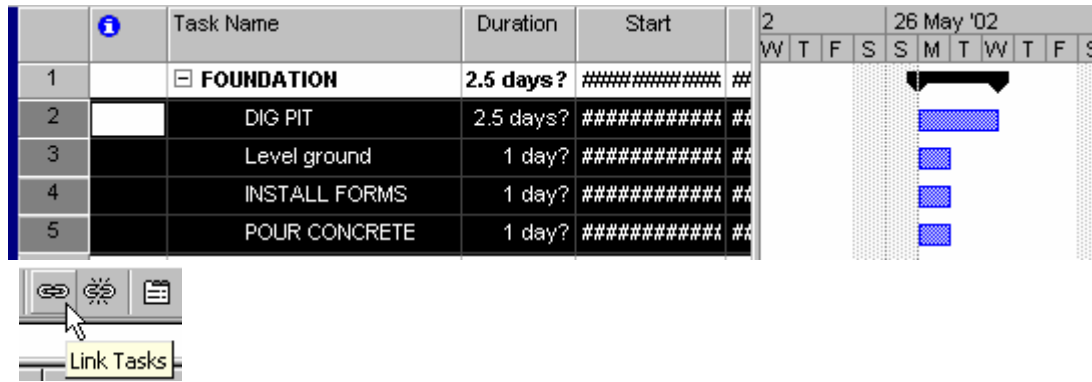 Task Name Duration Start 2 26 May '02
W T F S S M T W T F S
1 FOUNDATION 2.5 days? ############ ##
2 DIG PIT 2.5 days? ############ ##
3 Level ground 1 day? ############ ##
4 INSTALL FORMS 1 day? ############ ##
5 POUR CONCRETE 1 day? ############ ##
Link Tasks